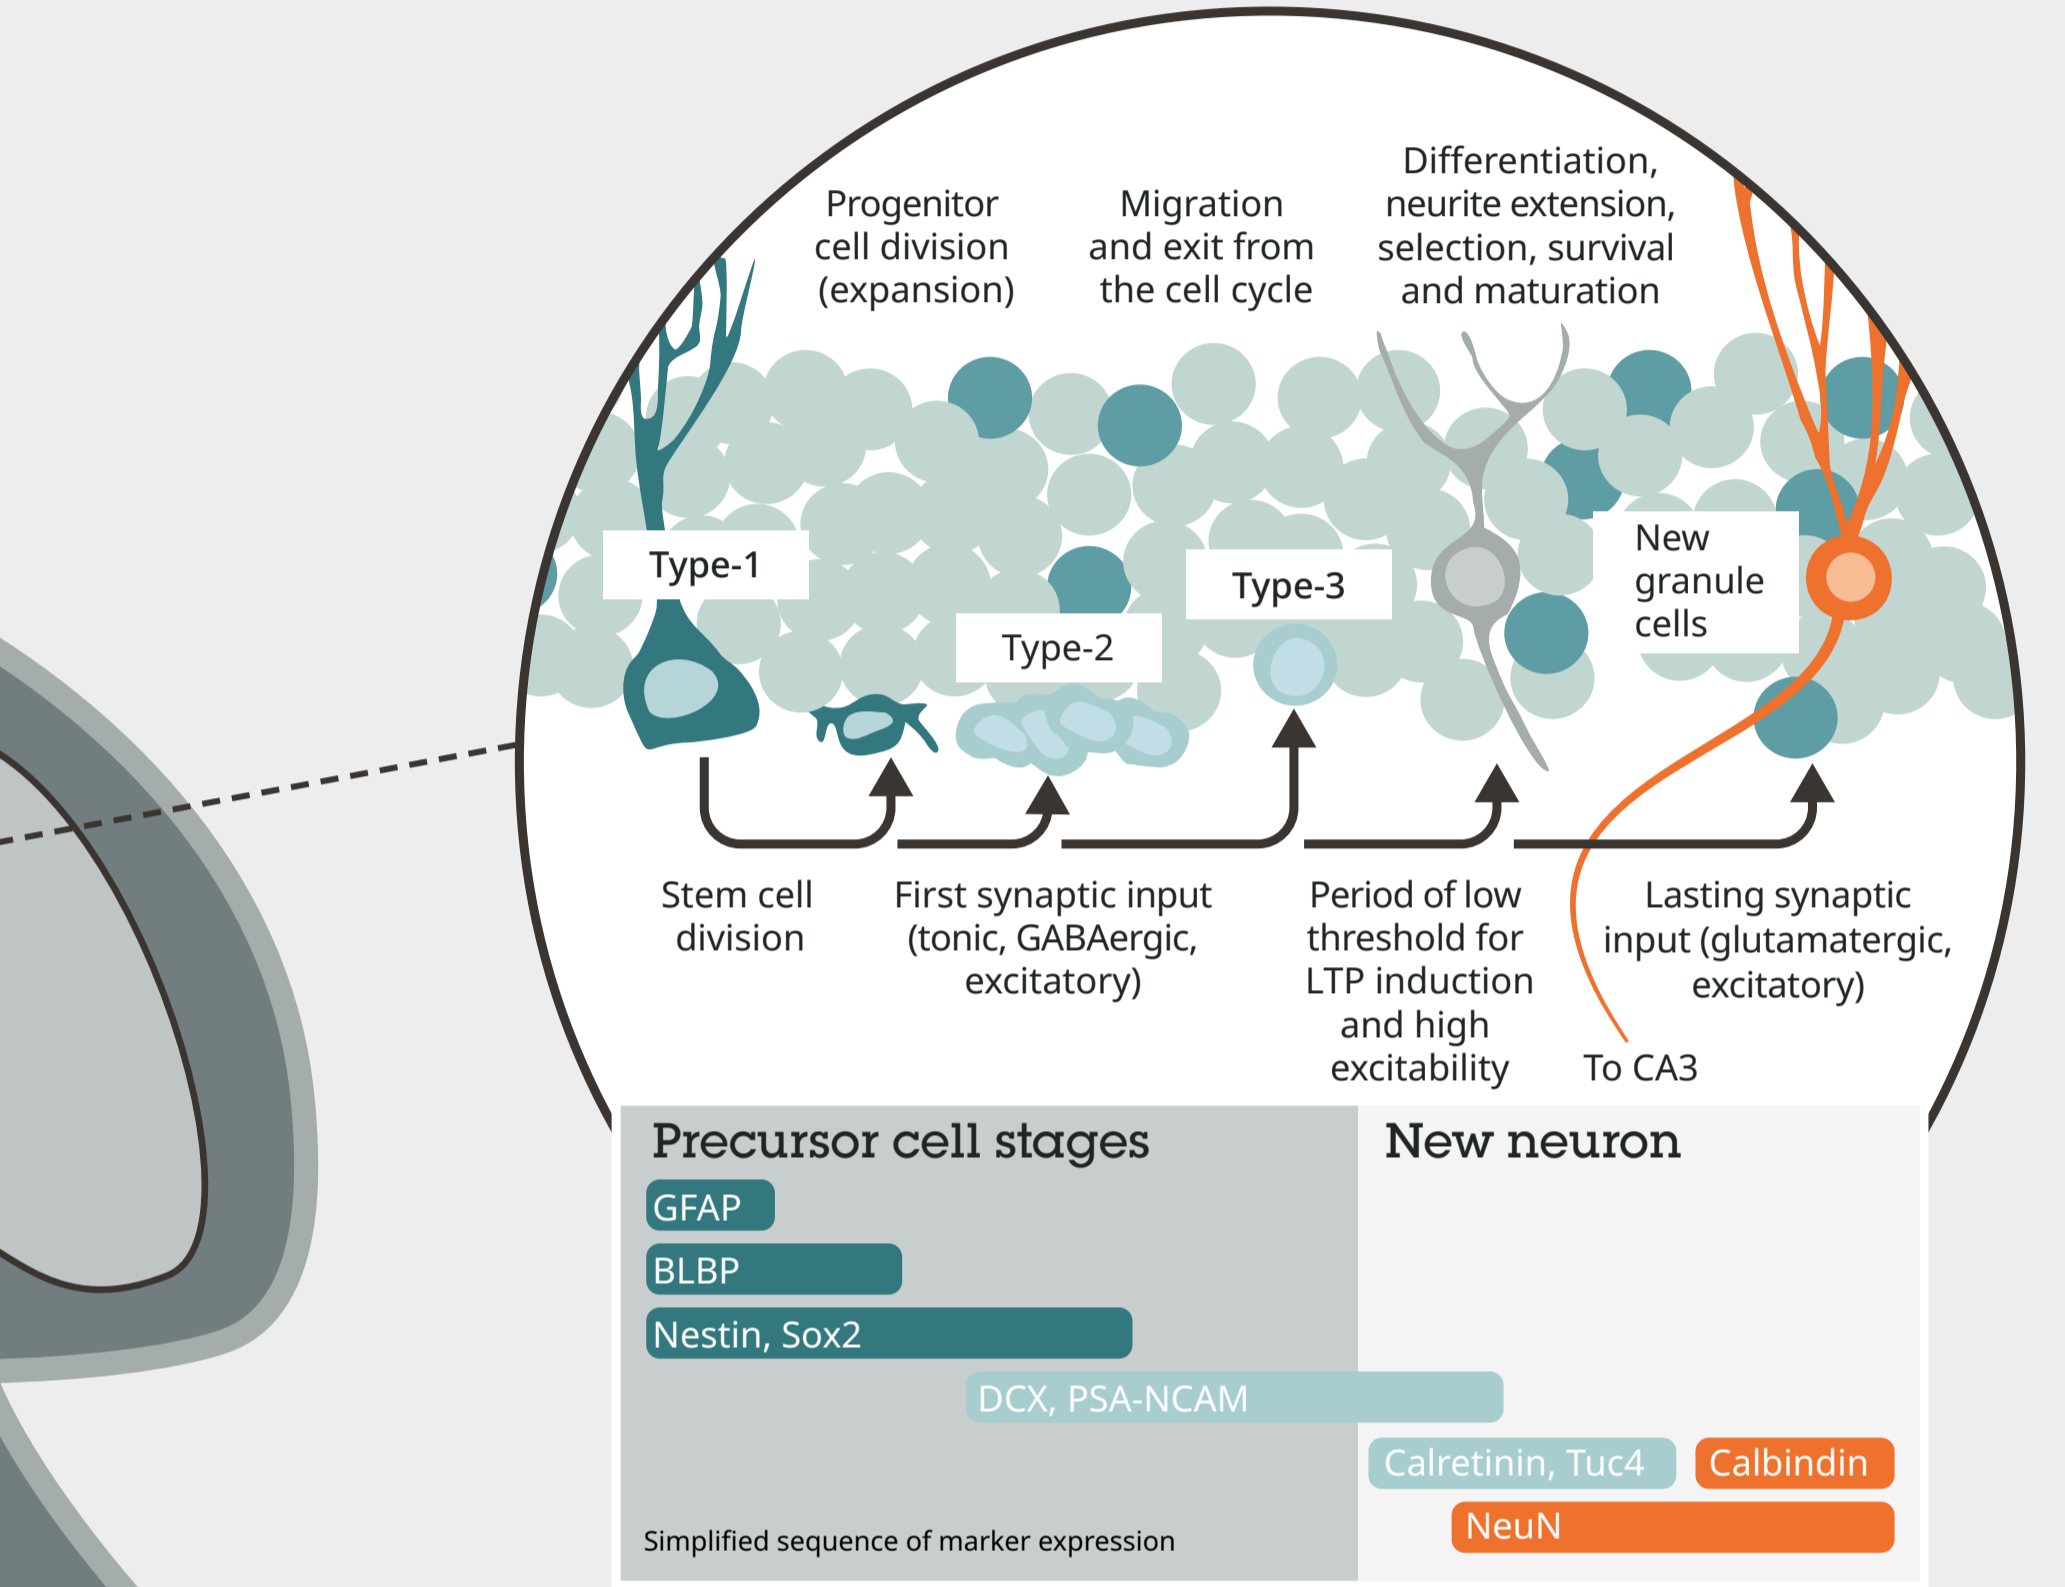 Progenitor
cell division
(expansion)
Migration
and exit from
the cell cycle
Differentiation,
neurite extension,
selection, survival
and maturation
Type-1
Type-2
Type-3
New
granule
cells
Stem cell
division
First synaptic input
(tonic, GABAergic,
excitatory)
Period of low
threshold for
LTP induction
and high
excitability
Lasting synaptic
input (glutamatergic,
excitatory)
To CA3
Precursor cell stages
New neuron
GFAP
BLBP
Nestin, Sox2
DCX, PSA-NCAM
Calretinin, Tuc4
Calbindin
NeuN
Simplified sequence of marker expression